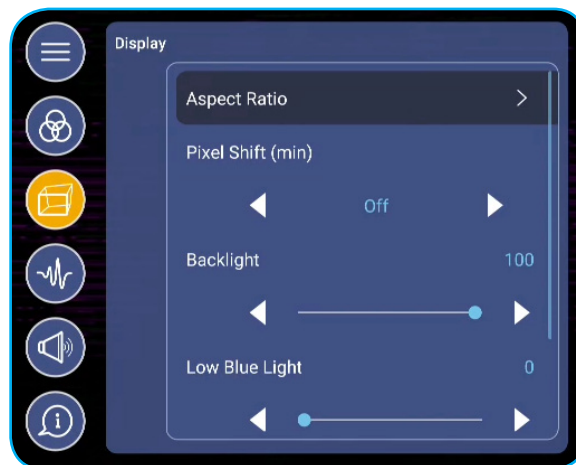 Display
Aspect Ratio
Pixel Shift (min)
Off
Backlight 100
Low Blue Light 0